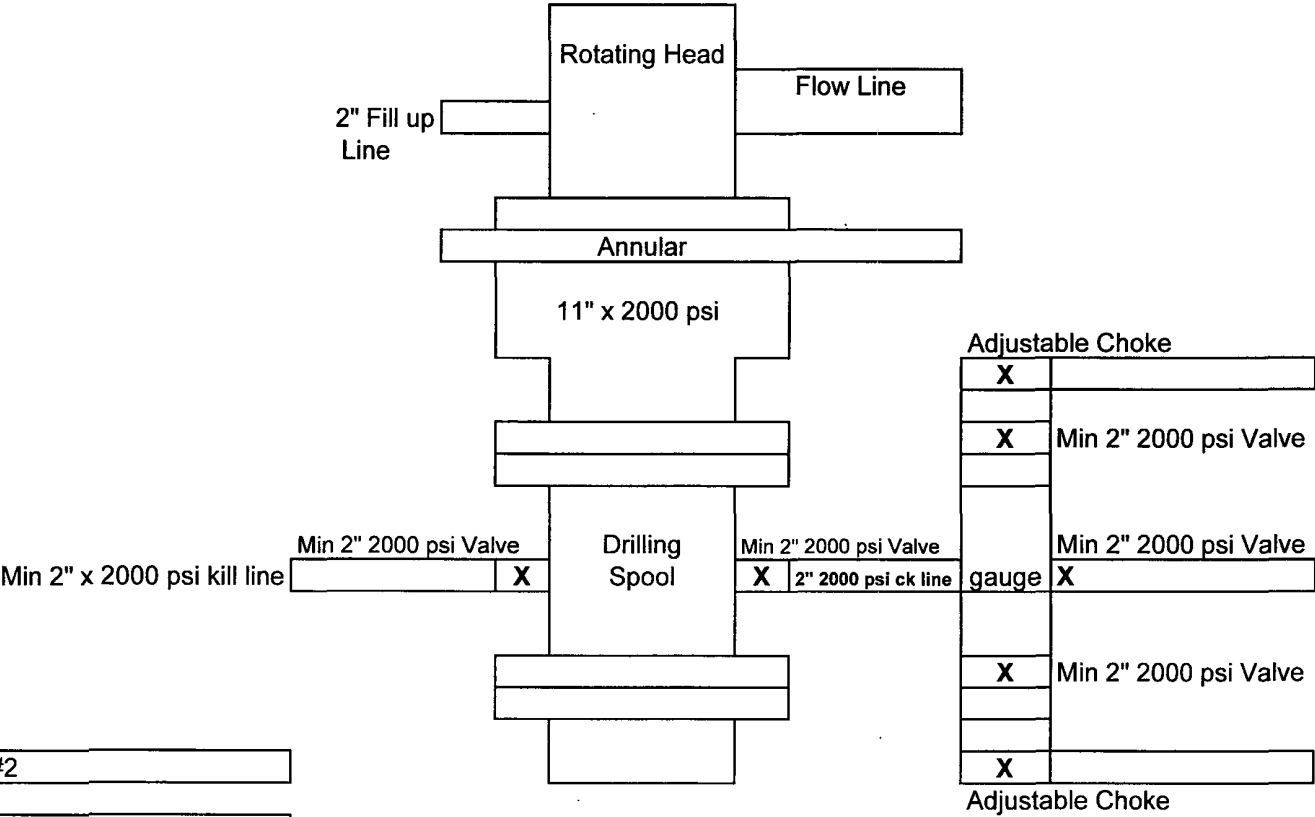 Rotating Head
Flow Line
2" Fill up
Line
Annular
11" x 2000 psi
Adjustable Choke
X
X Min 2" 2000 psi Valve
Min 2" 2000 psi Valve
Drilling
Spool
Min 2" 2000 psi Valve
Min 2" 2000 psi Valve
Min 2" x 2000 psi kill line
X
X
2" 2000 psi ck line
gauge
X
X Min 2" 2000 psi Valve
#2
X
Adjustable Choke